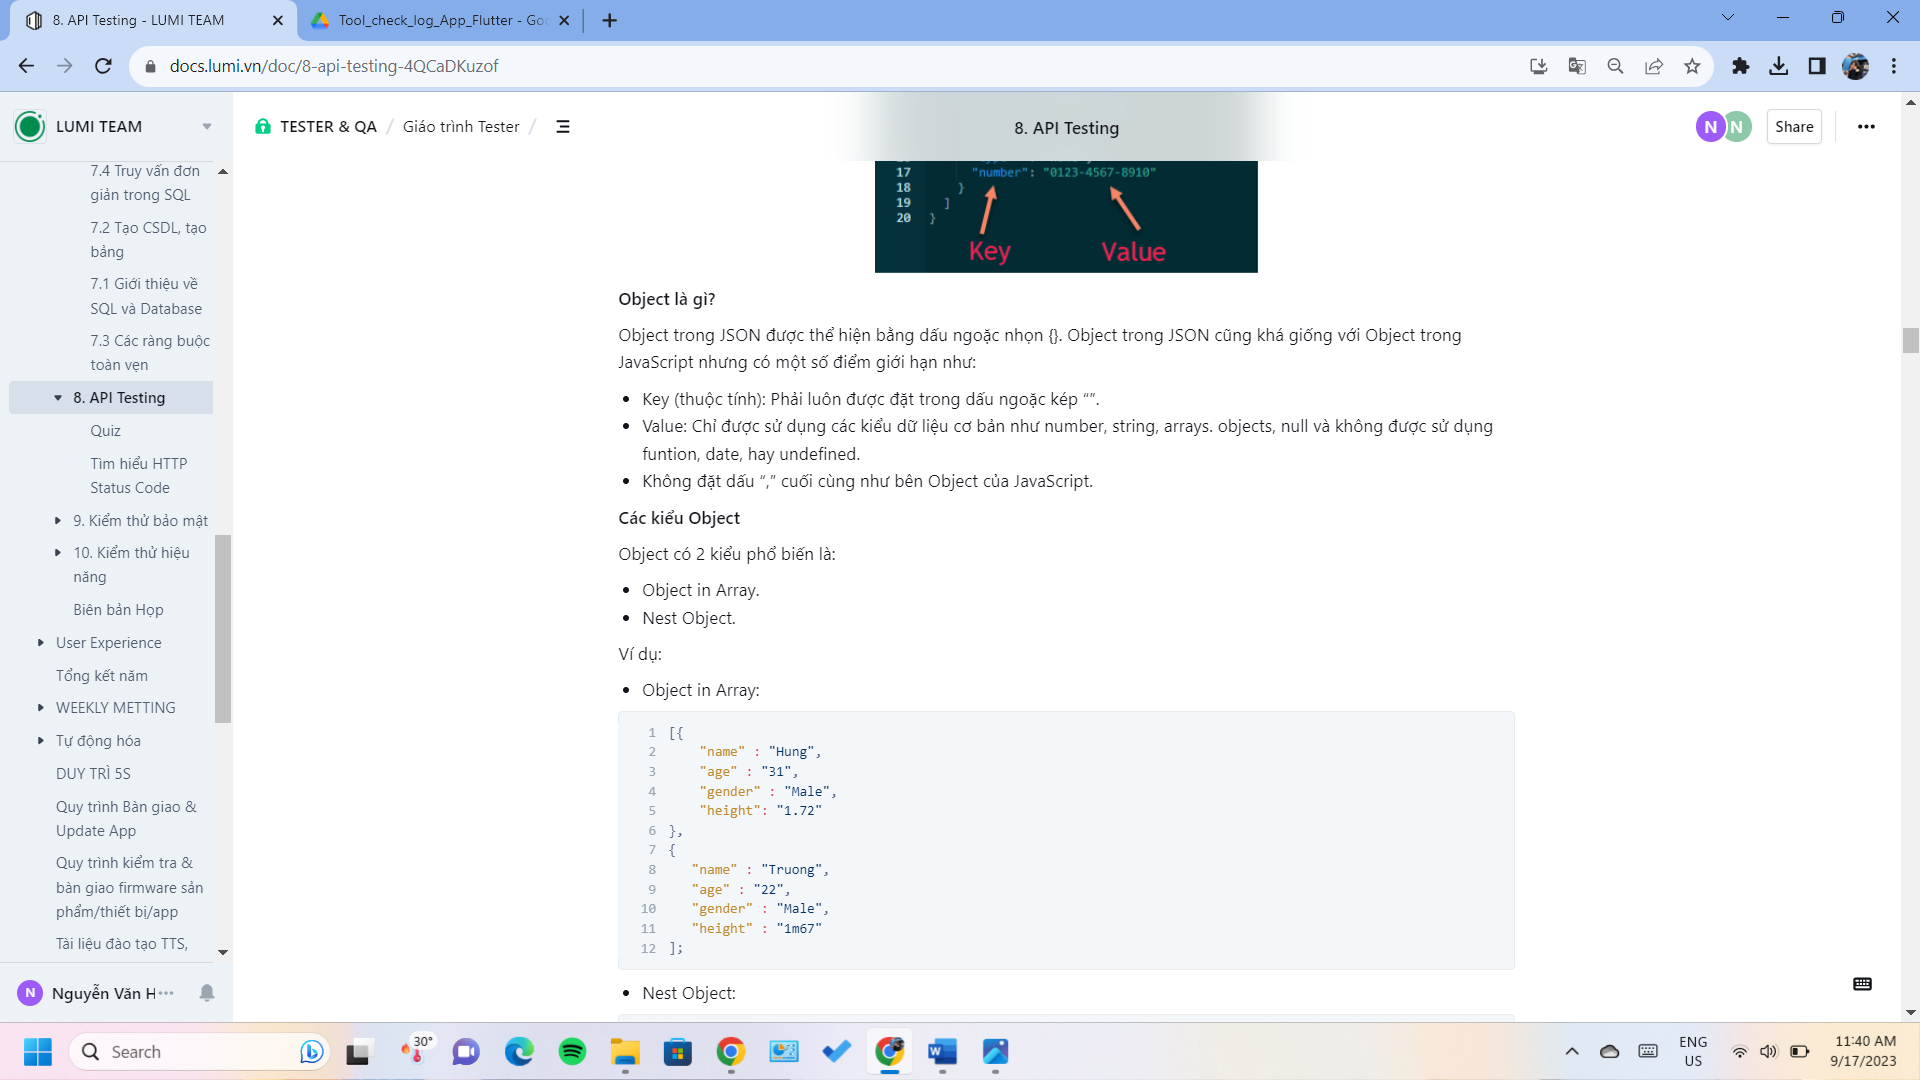 8. API Testing - LUMI TEAM
Tool_check_log_App_Flutter - Goo
docs.lumi.vn/doc/8-api-testing-4QCaDKuzof
LUMI TEAM
TESTER & QA / Giáo trình Tester /
8. API Testing
N N
Share
7.4 Truy vấn đơn
giản trong SQL
7.2 Tạo CSDL, tạo
bảng
7.1 Giới thiệu về
SQL và Database
7.3 Các ràng buộc
toàn vẹn
8. API Testing
Quiz
Tìm hiểu HTTP
Status Code
9. Kiểm thử bảo mật
10. Kiểm thử hiệu
năng
Biên bản Họp
User Experience
Tổng kết năm
WEEKLY METTING
Tự động hóa
DUY TRÌ 5S
Quy trình Bàn giao &
Update App
Quy trình kiểm tra &
bàn giao firmware sản
phẩm/thiết bị/app
Tài liệu đào tạo TTS,
N Nguyễn Văn H
17 "number": "0123-4567-8910"
18 }
19 ]
20 }
Key Value
Object là gì?
Object trong JSON được thể hiện bằng dấu ngoặc nhọn {}. Object trong JSON cũng khá giống với Object trong
JavaScript nhưng có một số điểm giới hạn như:
• Key (thuộc tính): Phải luôn được đặt trong dấu ngoặc kép “”.
• Value: Chỉ được sử dụng các kiểu dữ liệu cơ bản như number, string, arrays. objects, null và không được sử dụng
funtion, date, hay undefined.
• Không đặt dấu “,” cuối cùng như bên Object của JavaScript.
Các kiểu Object
Object có 2 kiểu phổ biến là:
• Object in Array.
• Nest Object.
Ví dụ:
• Object in Array:
1 [{
2 "name" : "Hung",
3 "age" : "31",
4 "gender" : "Male",
5 "height": "1.72"
6 },
7 {
8 "name" : "Truong",
9 "age" : "22",
10 "gender" : "Male",
11 "height" : "1m67"
12 ];
• Nest Object:
Search
30°
ENG
US
11:40 AM
9/17/2023